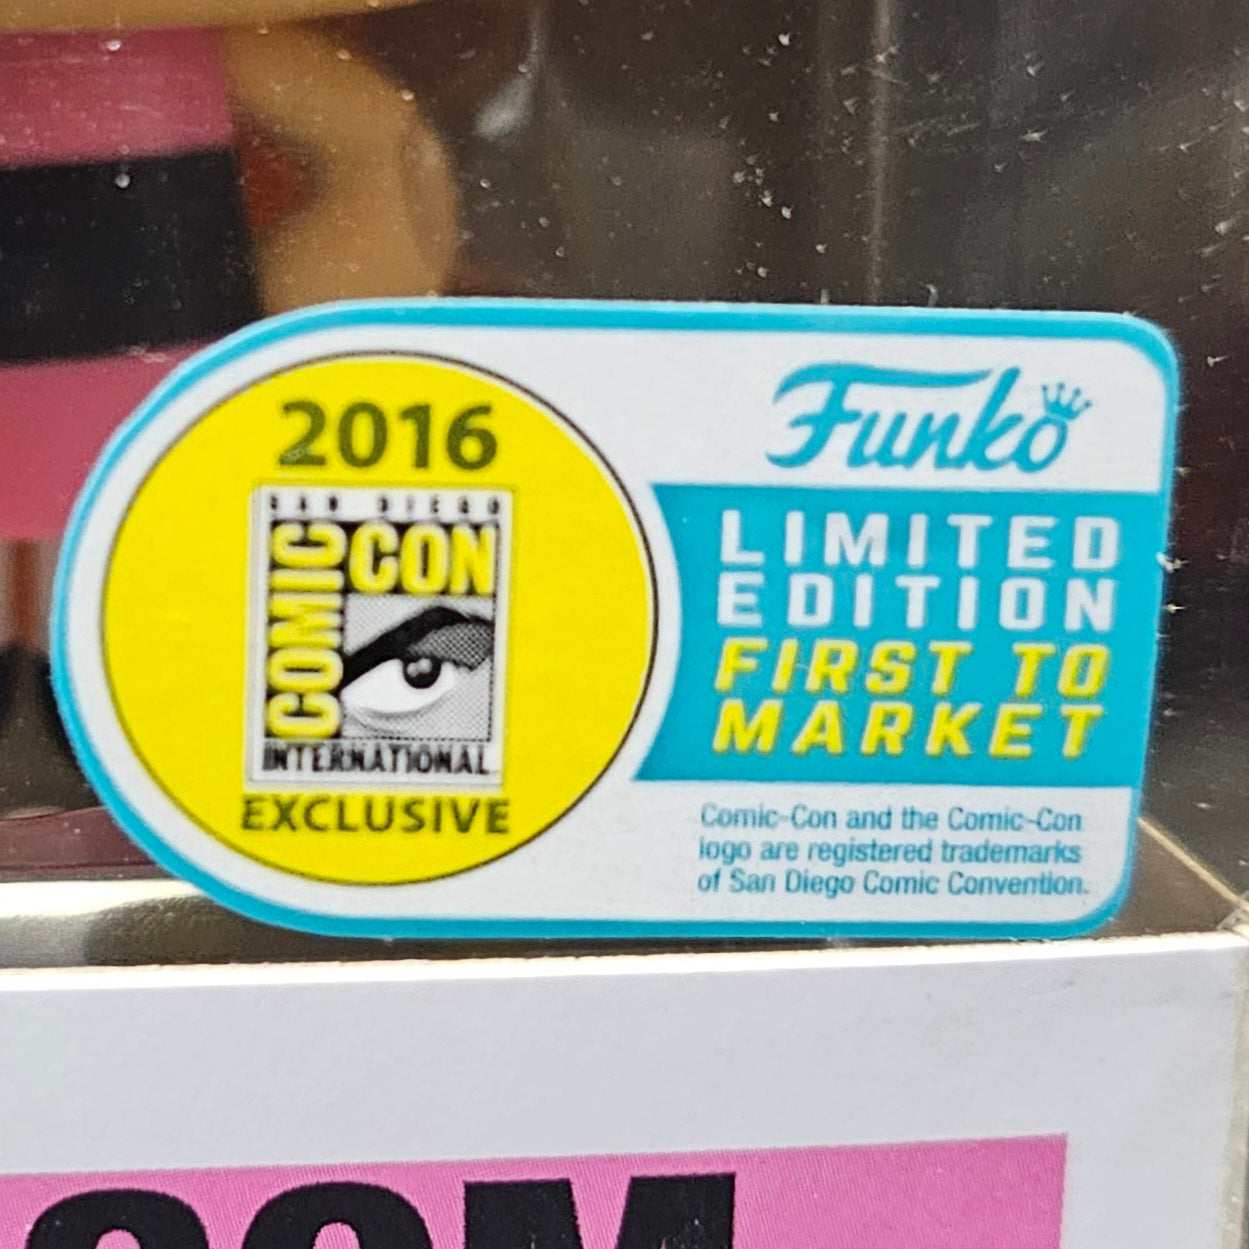 2016
SAN DIEGO
COMIC CON
INTERNATIONAL
EXCLUSIVE
Funko
LIMITED
EDITION
FIRST TO
MARKET
Comic-Con and the Comic-Con
logo are registered trademarks
of San Diego Comic Convention.